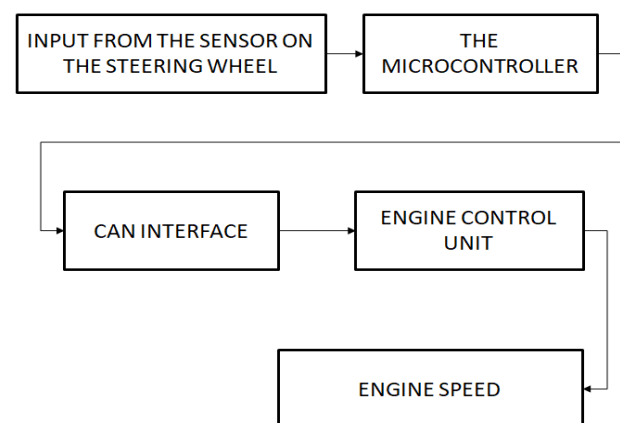 INPUT FROM THE SENSOR ON
THE STEERING WHEEL
THE
MICROCONTROLLER
CAN INTERFACE
ENGINE CONTROL
UNIT
ENGINE SPEED